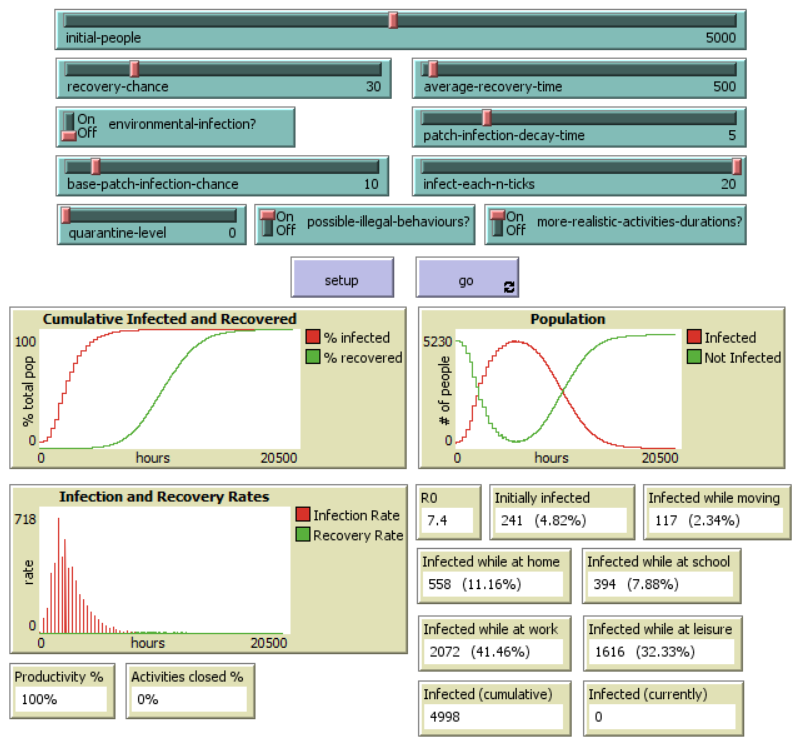 initial-people 5000
recovery-chance 30
average-recovery-time 500
On
Off
environmental-infection?
patch-infection-decay-time 5
base-patch-infection-chance 10
infect-each-n-ticks 20
quarantine-level 0
On
Off
possible-illegal-behaviours?
On
Off
more-realistic-activities-durations?
setup
go
Cumulative Infected and Recovered
100
% total pop
0
0 hours 20500
% infected
% recovered
Population
5230
# of people
0
0 hours 20500
Infected
Not Infected
Infection and Recovery Rates
718
rate
0
0 hours 20500
Infection Rate
Recovery Rate
R0
7.4
Initially infected
241 (4.82%)
Infected while moving
117 (2.34%)
Infected while at home
558 (11.16%)
Infected while at school
394 (7.88%)
Infected while at work
2072 (41.46%)
Infected while at leisure
1616 (32.33%)
Productivity %
100%
Activities closed %
0%
Infected (cumulative)
4998
Infected (currently)
0